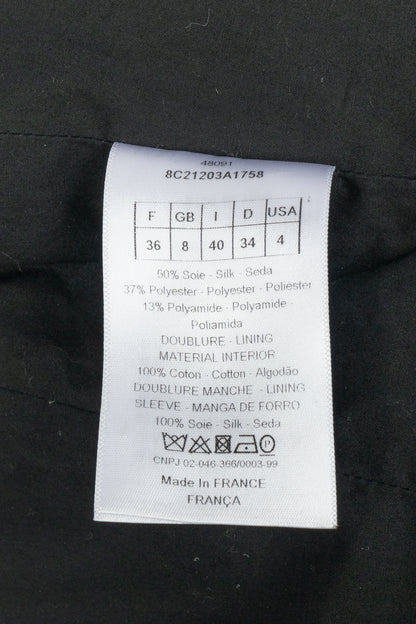 48091
8C21203A1758
F GB I D USA
36 8 40 34 4
50% Soie - Silk - Seda
37% Polyester - Polyester - Poliester
13% Polyamide - Polyamide -
Poliamida
DOUBLURE - LINING
MATERIAL INTERIOR
100% Coton - Cotton - Algodão
DOUBLURE MANCHE - LINING
SLEEVE - MANGA DE FORRO
100% Soie - Silk - Seda
P
CNPJ 02-046-366/0003-99
Made In FRANCE
FRANÇA